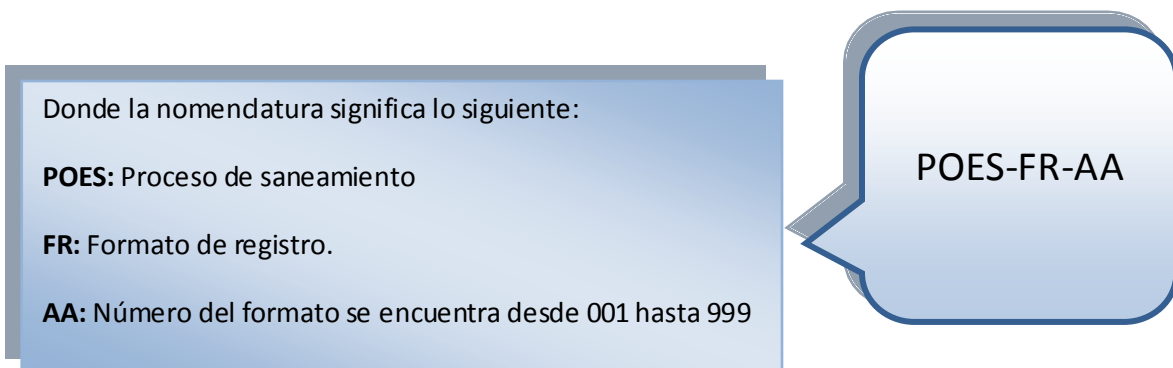 Donde la nomendatura significa lo siguiente:
POES: Proceso de saneamiento
FR: Formato de registro.
AA: Número del formato se encuentra desde 001 hasta 999
POES-FR-AA